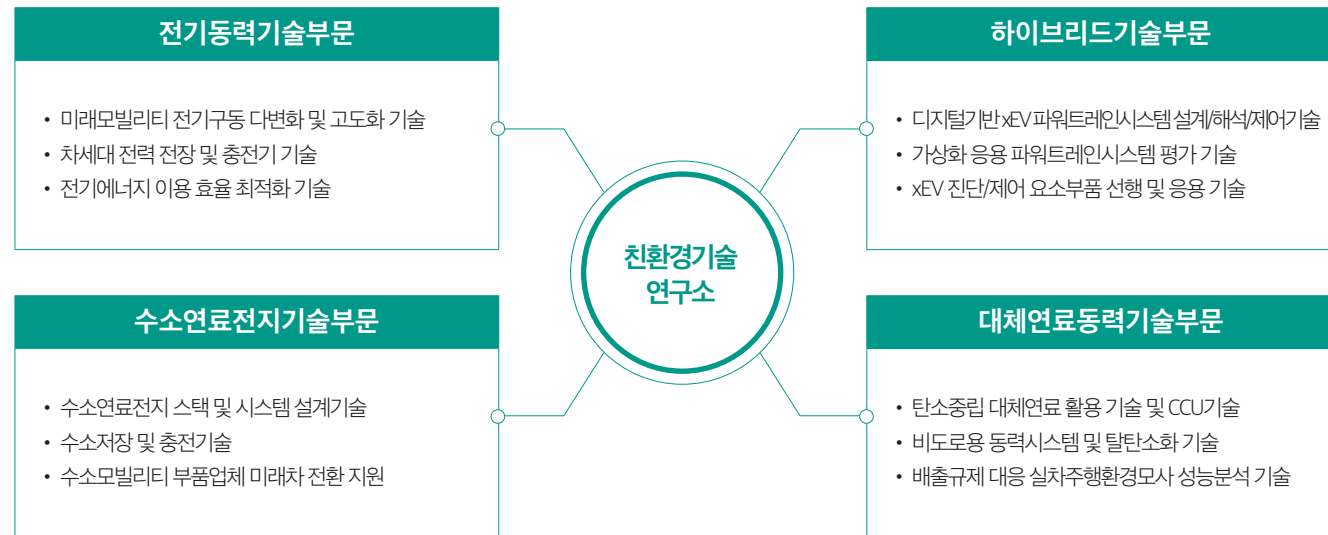 전기동력기술부문
• 미래모빌리티 전기구동 다변화 및 고도화 기술
• 차세대 전력 전장 및 충전기 기술
• 전기에너지 이용 효율 최적화 기술
하이브리드기술부문
• 디지털기반 xEV 파워트레인시스템 설계/해석/제어기술
• 가상화 응용 파워트레인시스템 평가 기술
• xEV 진단/제어 요소부품 선행 및 응용 기술
친환경기술
연구소
수소연료전지기술부문
• 수소연료전지 스택 및 시스템 설계기술
• 수소저장 및 충전기술
• 수소모빌리티 부품업체 미래차 전환 지원
대체연료동력기술부문
• 탄소중립 대체연료 활용 기술 및 CCU기술
• 비도로용 동력시스템 및 탈탄소화 기술
• 배출규제 대응 실차주행환경모사 성능분석 기술